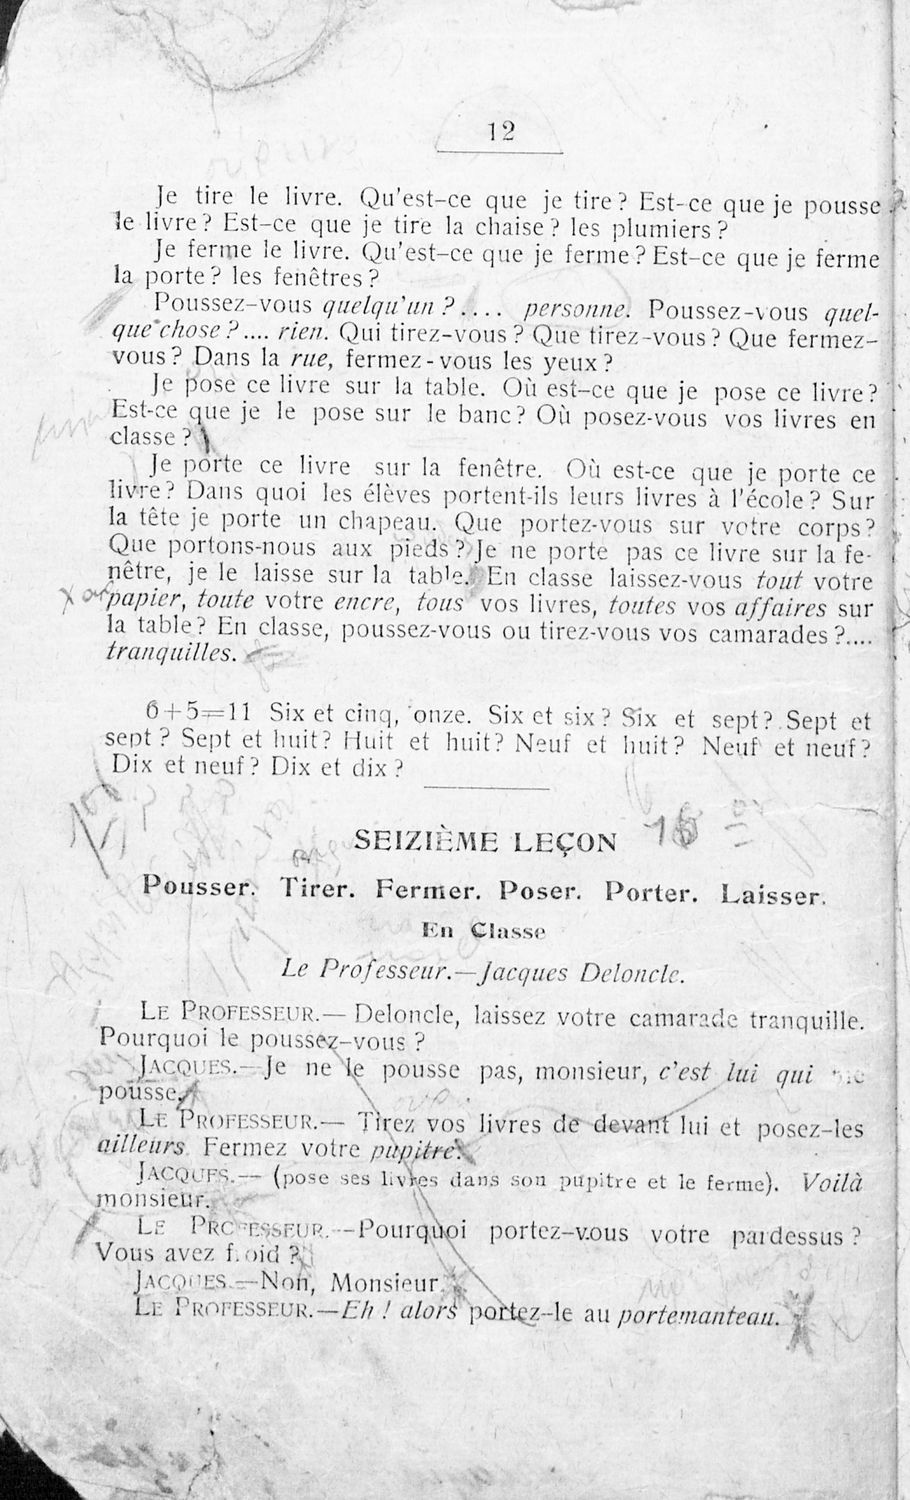 12
Je tire le livre. Qu'est-ce que je tire? Est-ce que je pousse
le livre? Est-ce que je tire la chaise? les plumiers?
Je ferme le livre. Qu'est-ce que je ferme? Est-ce que je ferme
la porte? les fenêtres?
Poussez-vous quelqu'un?.... personne. Poussez-vous quel-
que chose?.... rien. Qui tirez-vous? Que tirez-vous? Que fermez-
vous? Dans la rue, fermez-vous les yeux?
Je pose ce livre sur la table. Où est-ce que je pose ce livre?
Est-ce que je le pose sur le banc? Où posez-vous vos livres en
classe?
Je porte ce livre sur la fenêtre. Où est-ce que je porte ce
livre? Dans quoi les élèves portent-ils leurs livres à l'école? Sur
la tête je porte un chapeau. Que portez-vous sur votre corps?
Que portons-nous aux pieds? Je ne porte pas ce livre sur la fe-
nêtre, je le laisse sur la table. En classe laissez-vous tout votre
papier, toute votre encre, tous vos livres, toutes vos affaires sur
la table? En classe, poussez-vous ou tirez-vous vos camarades?....
tranquilles.
6+5=11 Six et cinq, onze. Six et six? Six et sept? Sept et
sept? Sept et huit? Huit et huit? Neuf et huit? Neuf et neuf?
Dix et neuf? Dix et dix?
SEIZIÈME LEÇON 16
Pousser. Tirer. Fermer. Poser. Porter. Laisser.
En Classe
Le Professeur.—Jacques Deloncle.
LE PROFESSEUR.— Deloncle, laissez votre camarade tranquille.
Pourquoi le poussez-vous?
JACQUES.—Je ne le pousse pas, monsieur, c'est lui qui me
pousse.
LE PROFESSEUR.— Tirez vos livres de devant lui et posez-les
ailleurs. Fermez votre pupitre.
JACQUES.— (pose ses livres dans son pupitre et le ferme). Voilà
monsieur.
LE PROFESSEUR.—Pourquoi portez-vous votre pardessus?
Vous avez froid?
JACQUES.—Non, Monsieur.
LE PROFESSEUR.—Eh! alors portez-le au portemanteau.